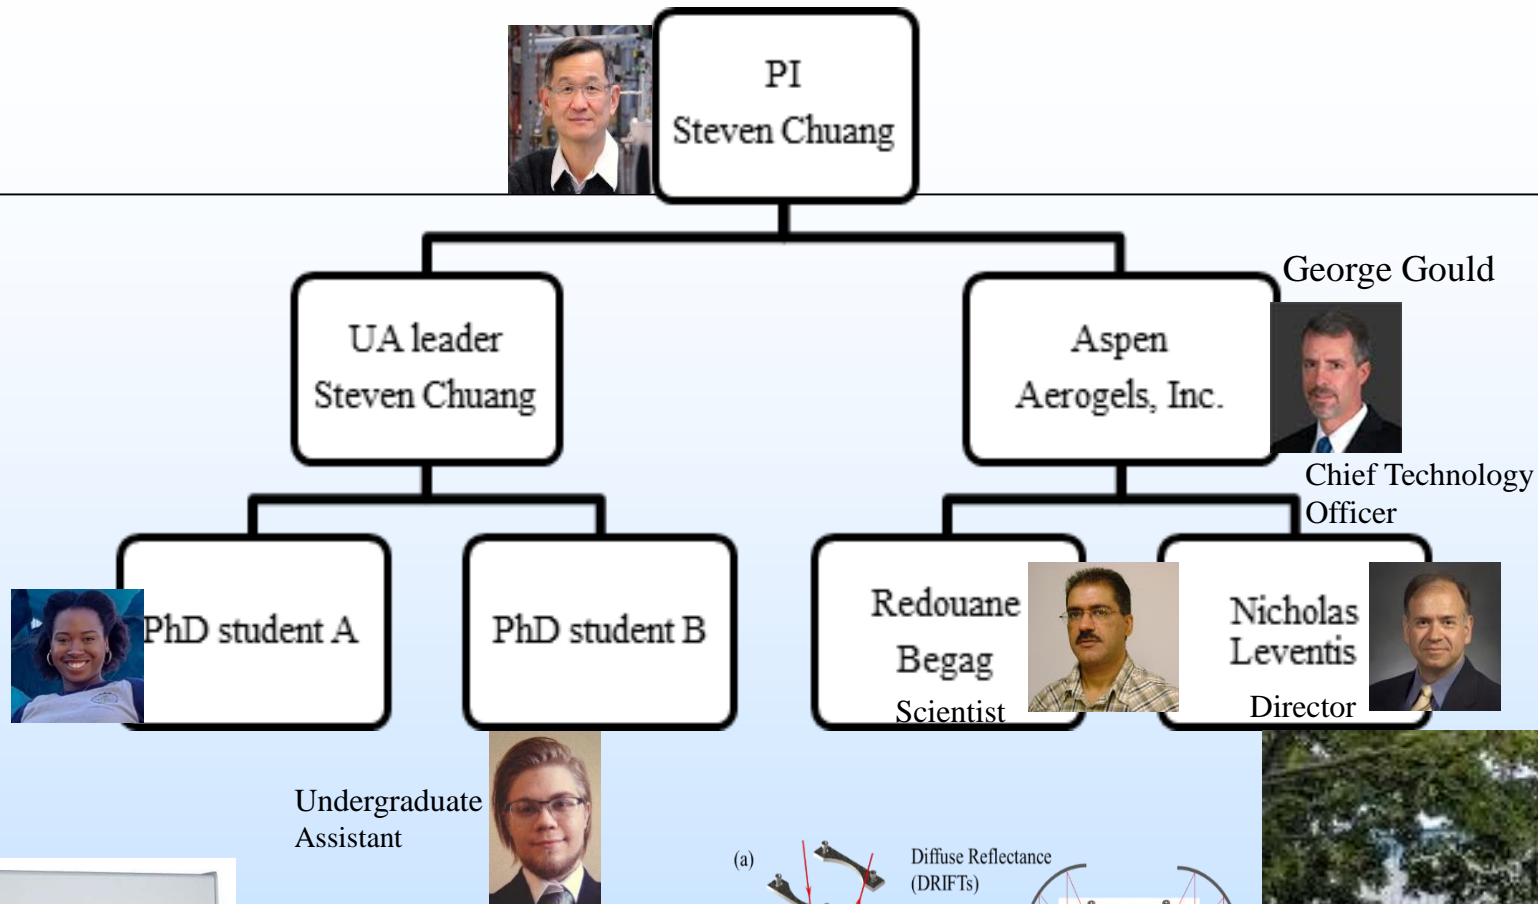 PI
Steven Chuang
George Gould
UA leader
Steven Chuang
Aspen
Aerogels, Inc.
Chief Technology
Officer
PhD student A
PhD student B
Redouane
Begag
Scientist
Nicholas
Leventis
Director
Undergraduate
Assistant
(a)
Diffuse Reflectance
(DRIFTs)